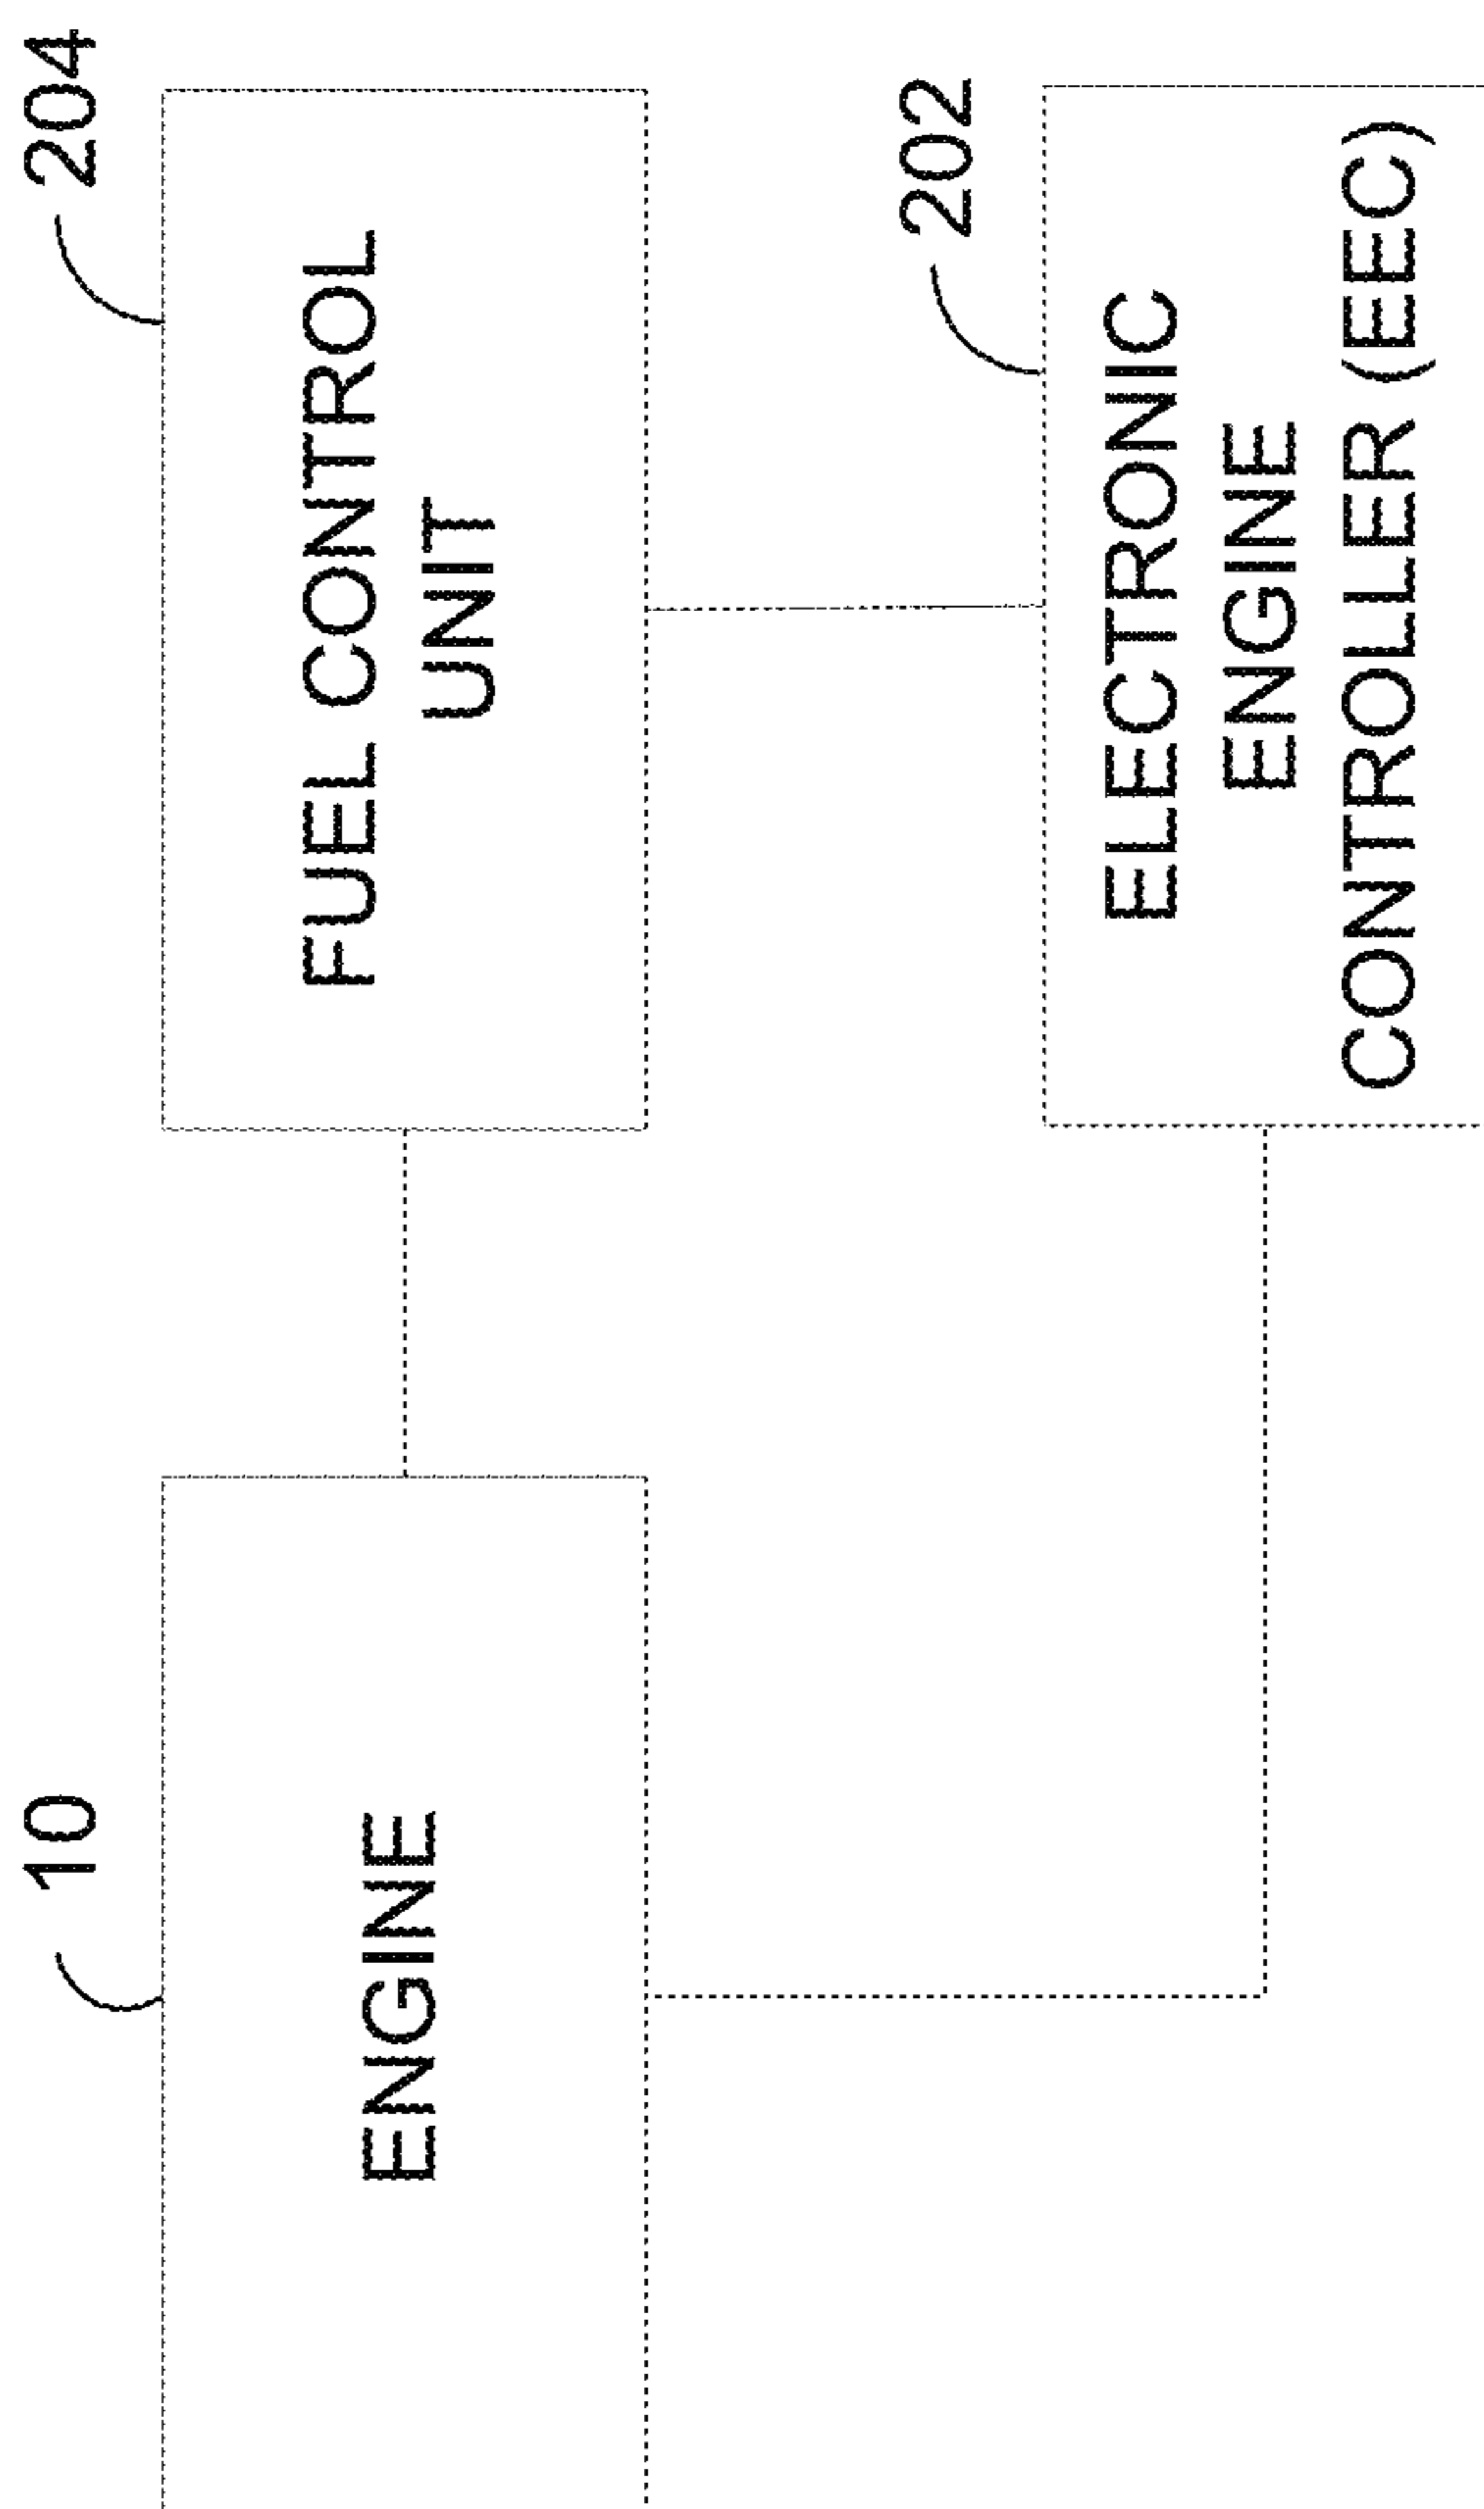 10
ENGINE
204
FUEL CONTROL
UNIT
202
ELECTRONIC
ENGINE
CONTROLLER (EEC)